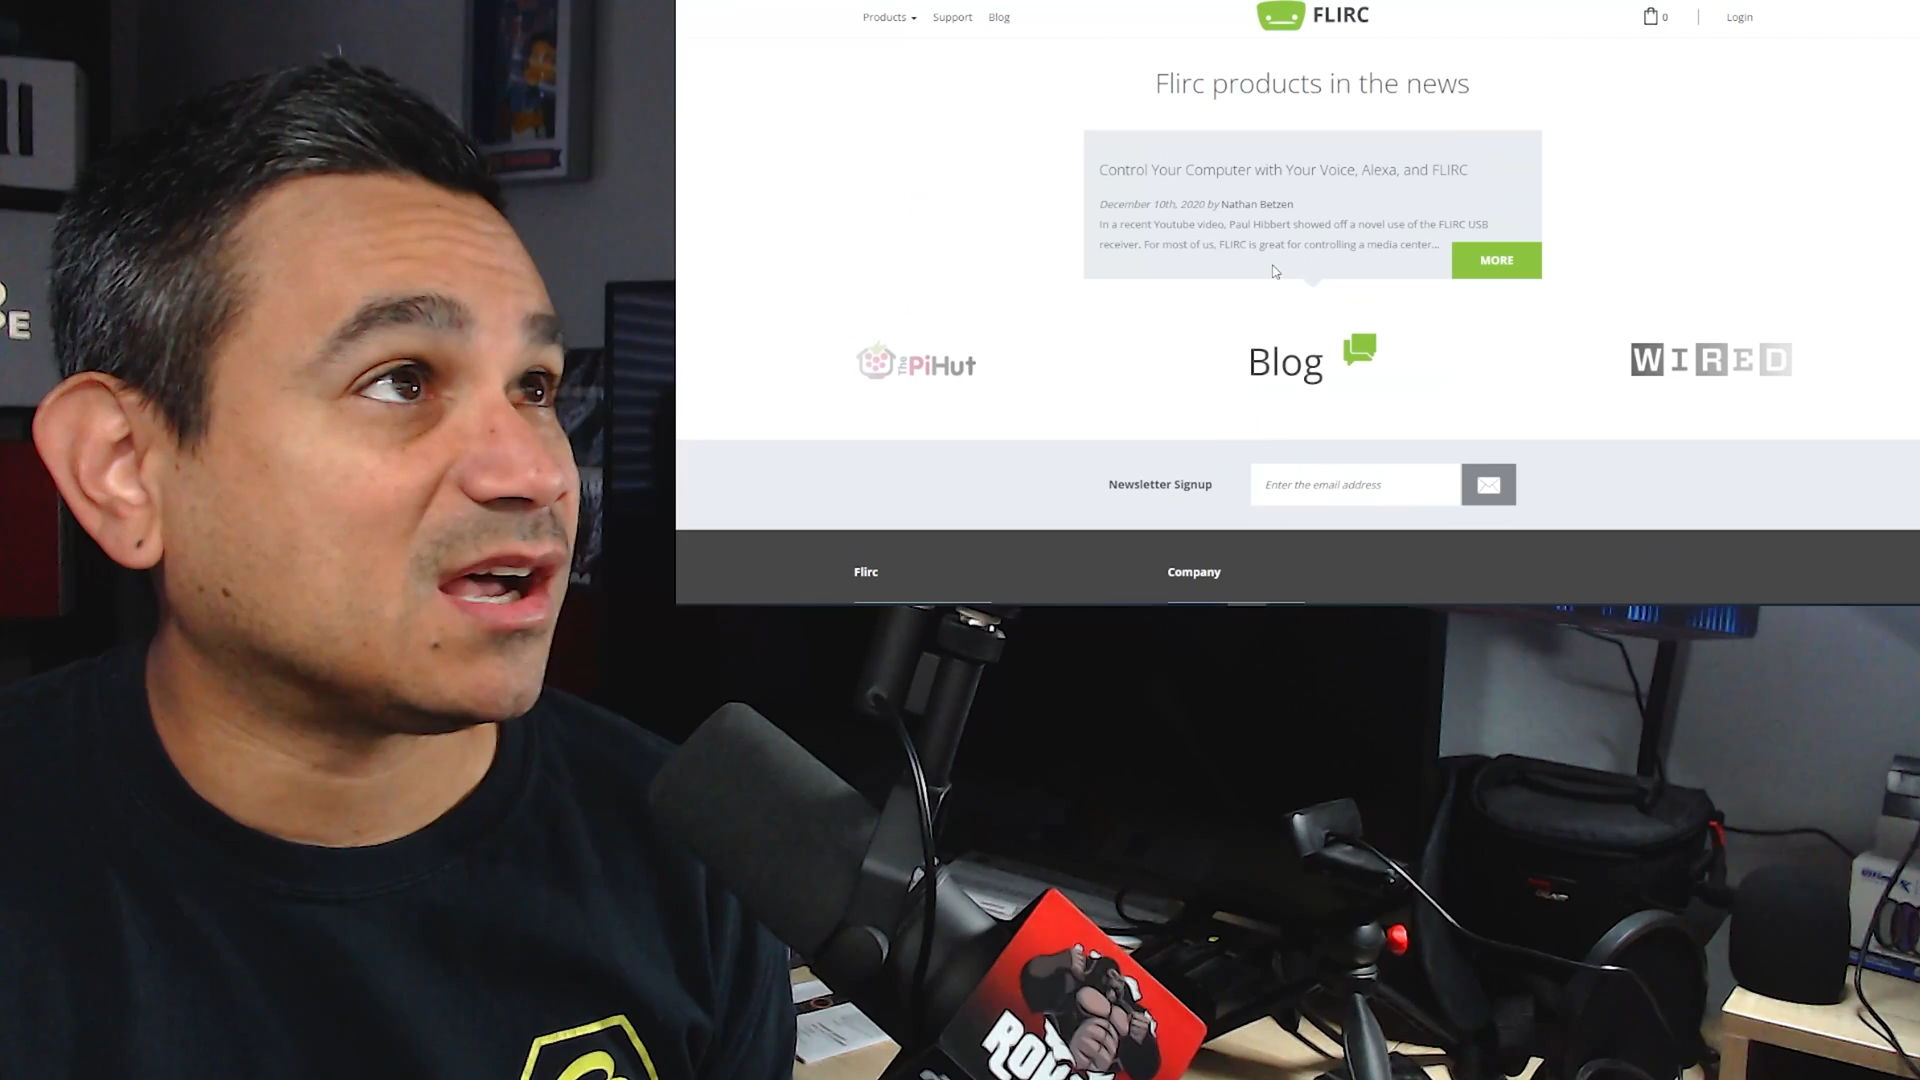 Products
Support
Blog
FLIRC
0
Login
Flirc products in the news
Control Your Computer with Your Voice, Alexa, and FLIRC
December 10th, 2020 by Nathan Betzen
In a recent Youtube video, Paul Hibbert showed off a novel use of the FLIRC USB
receiver. For most of us, FLIRC is great for controlling a media center...
MORE
The PiHut
Blog
WIRED
Newsletter Signup
Enter the email address
Flirc
Company